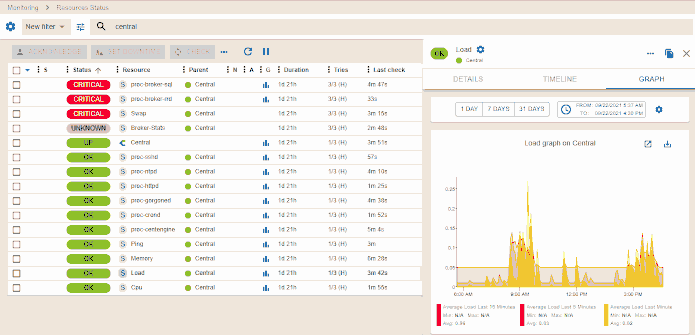 Monitoring Resources Status
New filter central
S Status Resource Parent N A G Duration Tries Last check
CRITICAL S proc-broker-sql Central 1d 21h 3/3 (H) 4m 47s
CRITICAL S proc-broker-rrd Central 1d 21h 3/3 (H) 33s
CRITICAL S Swap Central 1d 21h 3/3 (H) 3m 15s
UNKNOWN S Broker-Stats Central 1d 21h 3/3 (H) 2m 48s
UP Central 1d 21h 1/3 (H) 3m 51s
OK S proc-sshd Central 1d 21h 1/3 (H) 57s
OK S proc-ntpd Central 1d 21h 1/3 (H) 4m 10s
OK S proc-httpd Central 1d 21h 1/3 (H) 1m 25s
OK S proc-gorgoned Central 1d 21h 1/3 (H) 4m 38s
OK S proc-crond Central 1d 21h 1/3 (H) 1m 52s
OK S proc-centengine Central 1d 21h 1/3 (H) 5m 4s
OK S Ping Central 1d 21h 1/3 (H) 3m
OK S Memory Central 1d 21h 1/3 (H) 6m 28s
OK S Load Central 1d 21h 1/3 (H) 3m 42s
OK S Cpu Central 1d 21h 1/3 (H) 1m 55s
OK Load
Central
DETAILS TIMELINE GRAPH
1 DAY 7 DAYS 31 DAYS
FROM: 09/22/2021 5:37 AM
TO: 09/22/2021 4:38 PM
Load graph on Central
0.25
0.2
0.15
0.1
0.05
0
6:00 AM 9:00 AM 12:00 PM 3:00 PM
Average Load Last 15 Minutes Average Load Last 5 Minutes Average Load Last
Min: N/A Max: N/A Min: N/A Max: N/A Min: N/A Max: N/A
Avg: 0.05 Avg: 0.03 Avg: 0.02